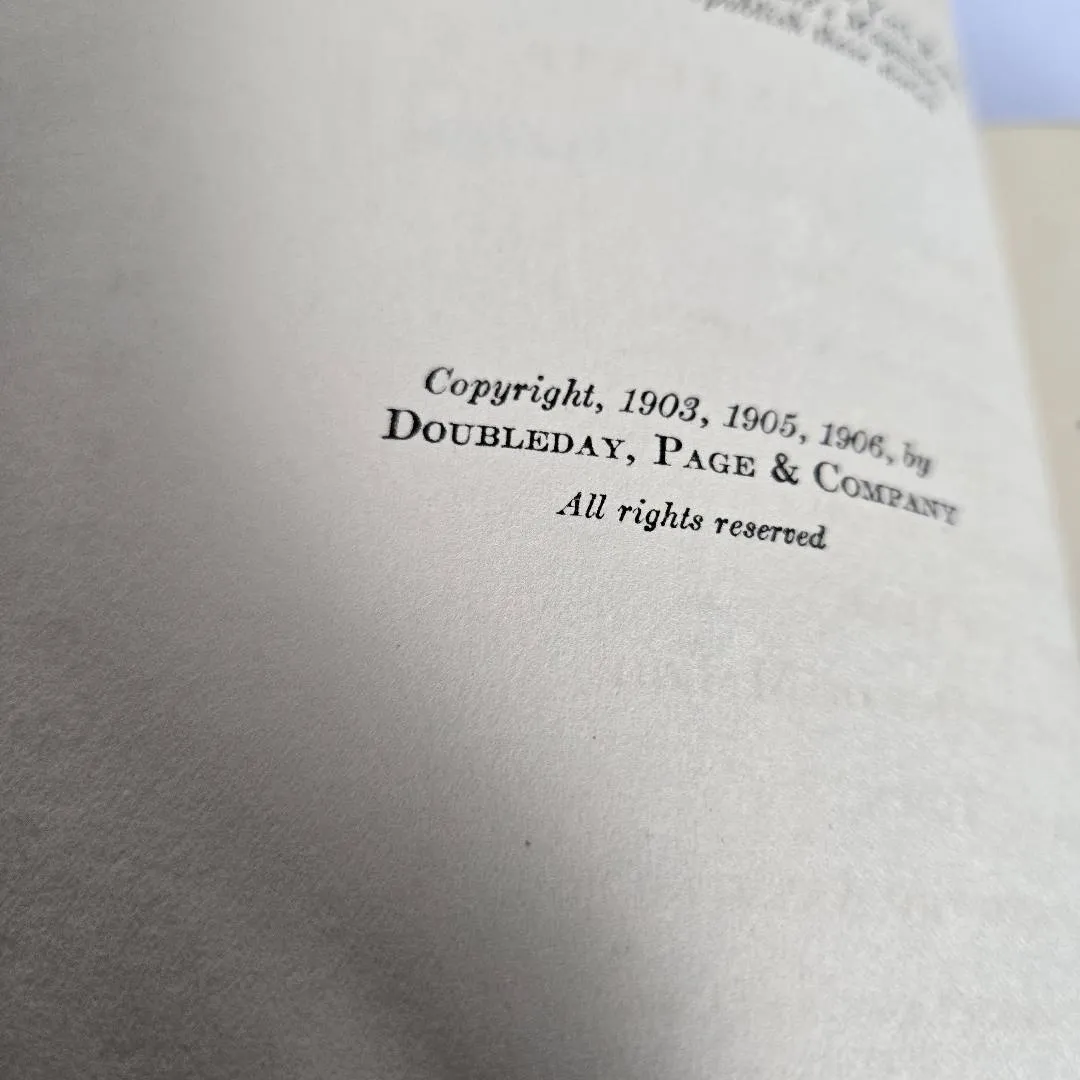 Copyright, 1903, 1905, 1906, by
DOUBLEDAY, PAGE & COMPANY
All rights reserved